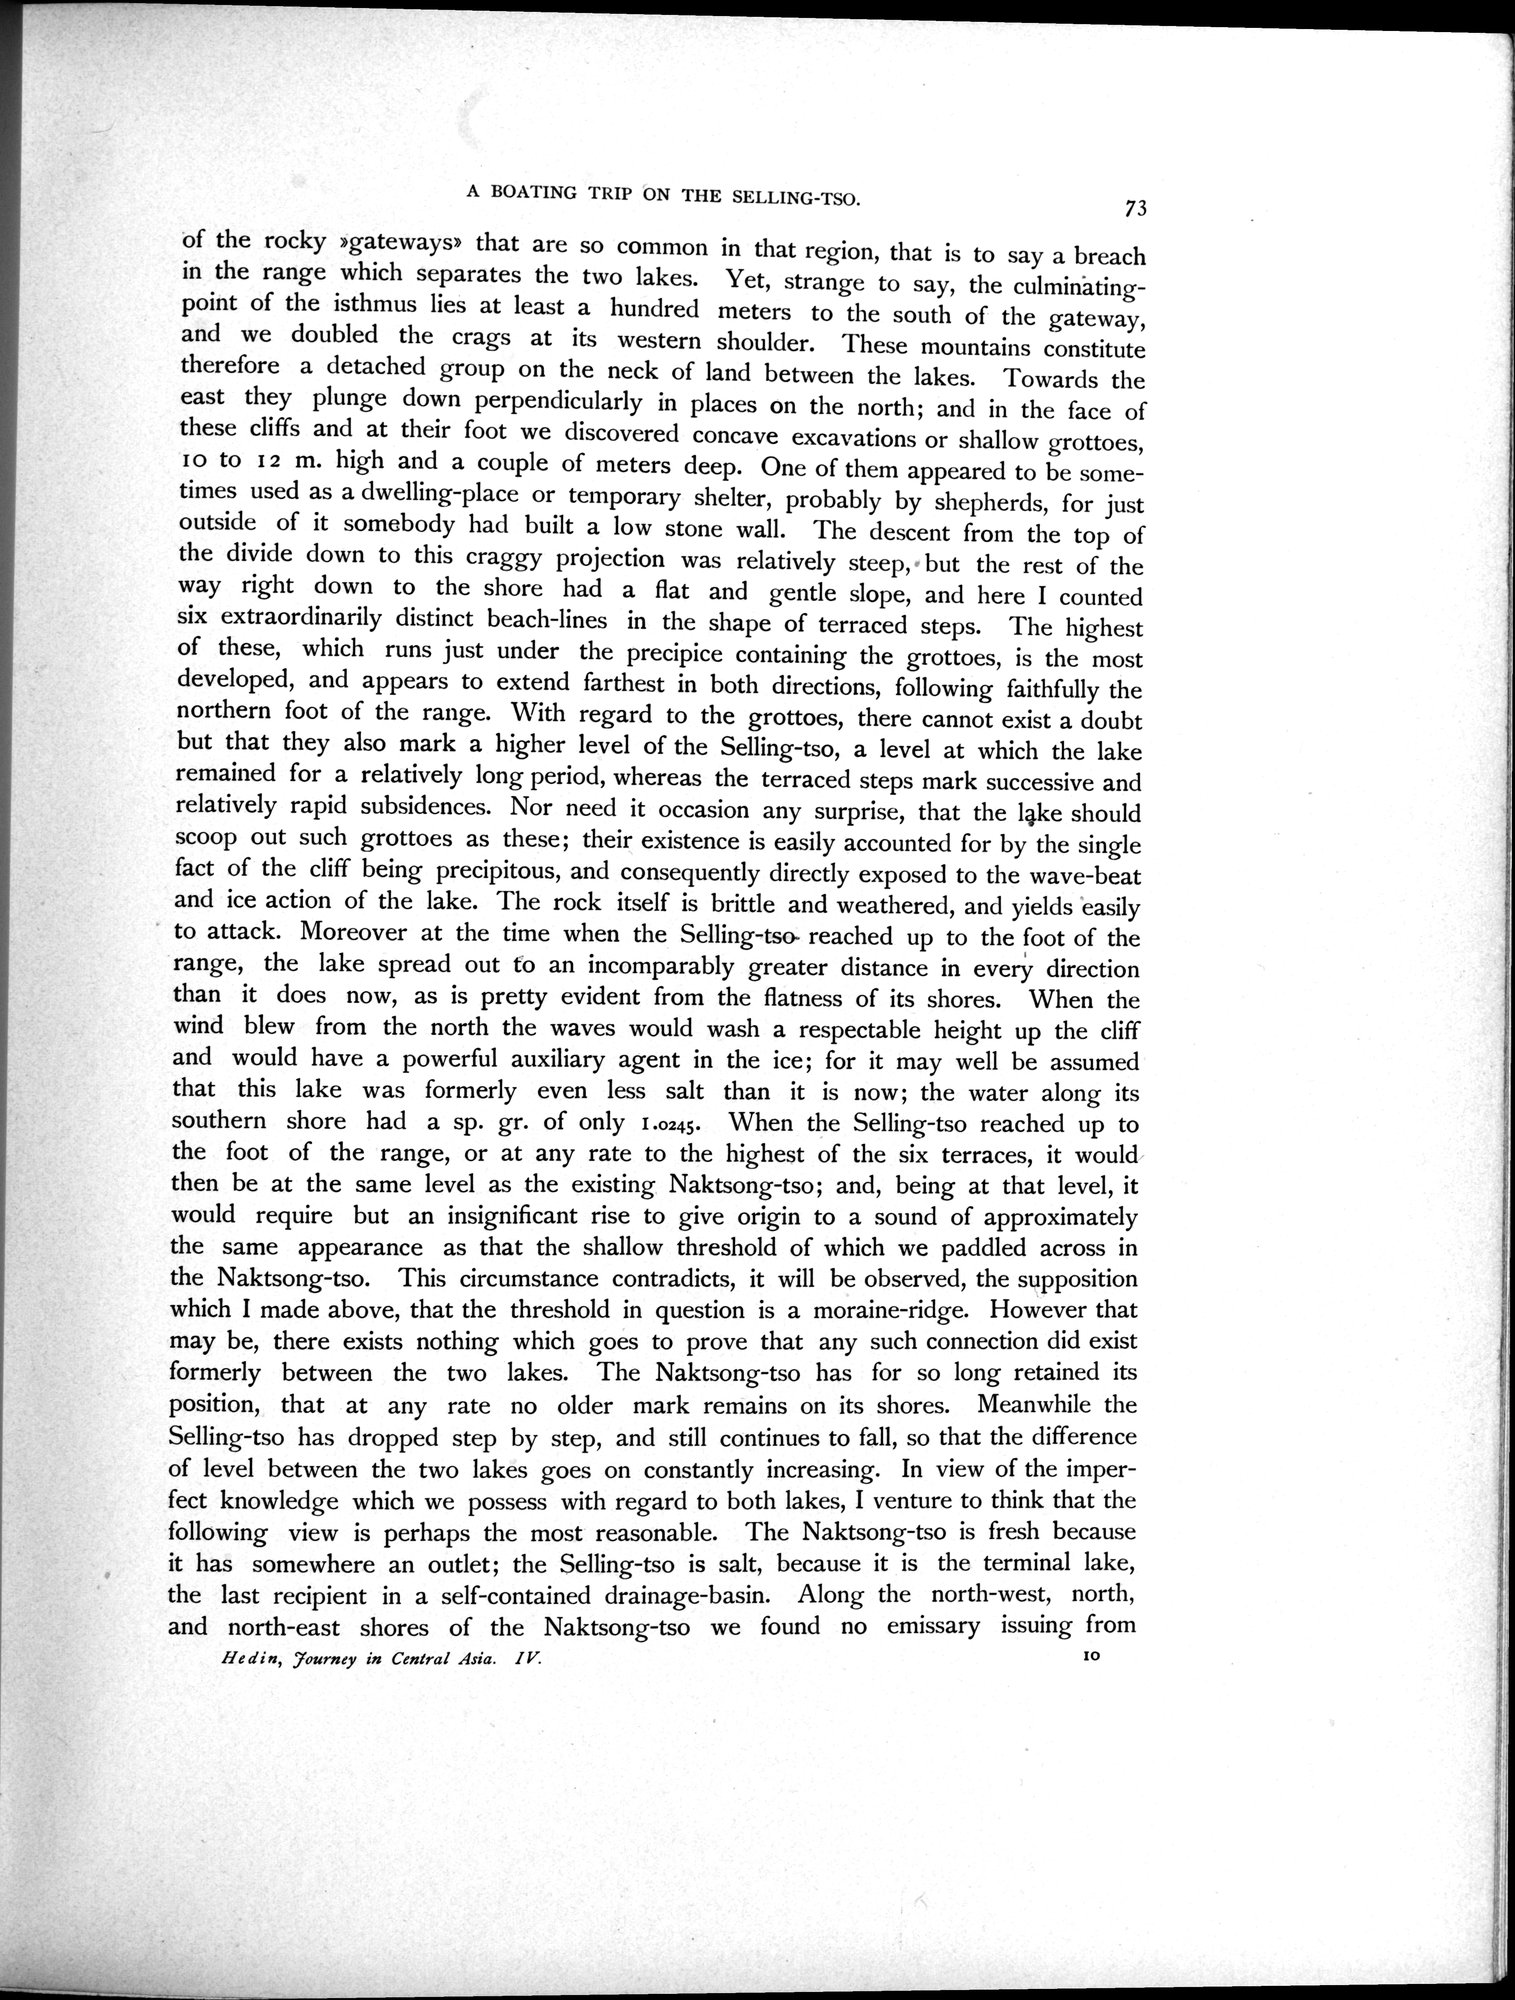 A BOATING TRIP ON THE SELLING-TSO.
73
of the rocky »gateways» that are so common in that region, that is to say a breach
in the range which separates the two lakes. Yet, strange to say, the culminating-
point of the isthmus lies at least a hundred meters to the south of the gateway,
and we doubled the crags at its western shoulder. These mountains constitute
therefore a detached group on the neck of land between the lakes. Towards the
east they plunge down perpendicularly in places on the north; and in the face of
these cliffs and at their foot we discovered concave excavations or shallow grottoes,
10 to 12 m. high and a couple of meters deep. One of them appeared to be some-
times used as a dwelling-place or temporary shelter, probably by shepherds, for just
outside of it somebody had built a low stone wall. The descent from the top of
the divide down to this craggy projection was relatively steep, but the rest of the
way right down to the shore had a flat and gentle slope, and here I counted
six extraordinarily distinct beach-lines in the shape of terraced steps. The highest
of these, which runs just under the precipice containing the grottoes, is the most
developed, and appears to extend farthest in both directions, following faithfully the
northern foot of the range. With regard to the grottoes, there cannot exist a doubt
but that they also mark a higher level of the Selling-tso, a level at which the lake
remained for a relatively long period, whereas the terraced steps mark successive and
relatively rapid subsidences. Nor need it occasion any surprise, that the lake should
scoop out such grottoes as these; their existence is easily accounted for by the single
fact of the cliff being precipitous, and consequently directly exposed to the wave-beat
and ice action of the lake. The rock itself is brittle and weathered, and yields easily
to attack. Moreover at the time when the Selling-tso reached up to the foot of the
range, the lake spread out to an incomparably greater distance in every direction
than it does now, as is pretty evident from the flatness of its shores. When the
wind blew from the north the waves would wash a respectable height up the cliff
and would have a powerful auxiliary agent in the ice; for it may well be assumed
that this lake was formerly even less salt than it is now; the water along its
southern shore had a sp. gr. of only 1.0245. When the Selling-tso reached up to
the foot of the range, or at any rate to the highest of the six terraces, it would
then be at the same level as the existing Naktsong-tso; and, being at that level, it
would require but an insignificant rise to give origin to a sound of approximately
the same appearance as that the shallow threshold of which we paddled across in
the Naktsong-tso. This circumstance contradicts, it will be observed, the supposition
which I made above, that the threshold in question is a moraine-ridge. However that
may be, there exists nothing which goes to prove that any such connection did exist
formerly between the two lakes. The Naktsong-tso has for so long retained its
position, that at any rate no older mark remains on its shores. Meanwhile the
Selling-tso has dropped step by step, and still continues to fall, so that the difference
of level between the two lakes goes on constantly increasing. In view of the imper-
fect knowledge which we possess with regard to both lakes, I venture to think that the
following view is perhaps the most reasonable. The Naktsong-tso is fresh because
it has somewhere an outlet; the Selling-tso is salt, because it is the terminal lake,
the last recipient in a self-contained drainage-basin. Along the north-west, north,
and north-east shores of the Naktsong-tso we found no emissary issuing from
Hedin, Journey in Central Asia. IV.
10